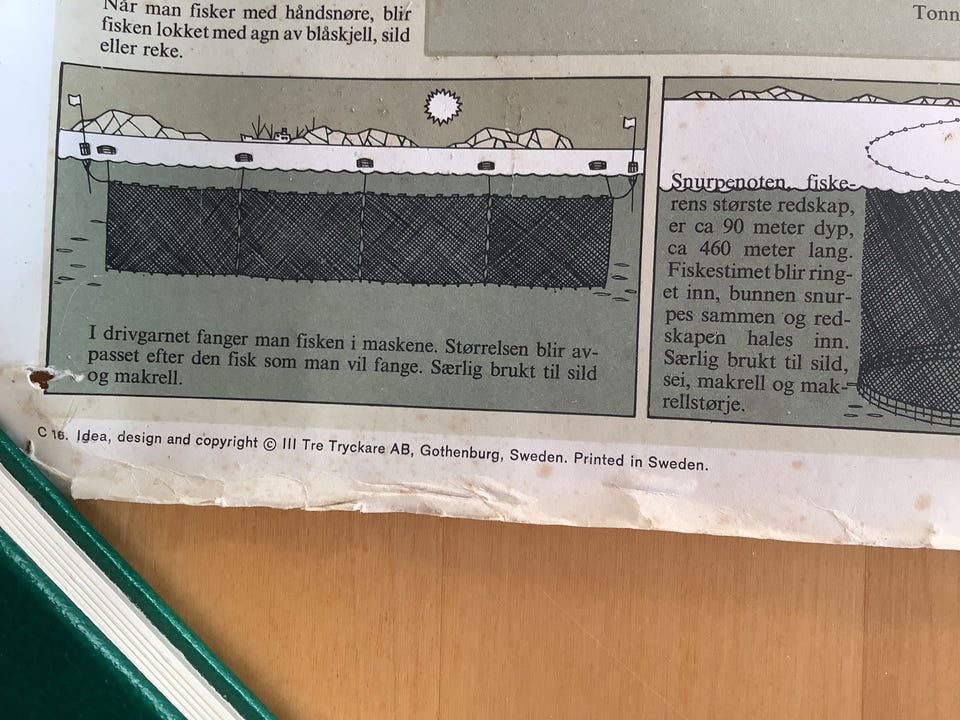 Når man fisker med håndsnøre, blir
fisken lokket med agn av blåskjell, sild
eller reke.
Tonn
I drivgarnet fanger man fisken i maskene. Størrelsen blir av-
passet efter den fisk som man vil fange. Særlig brukt til sild
og makrell.
Snurpenoten, fiske-
rens største redskap,
er ca 90 meter dyp,
ca 460 meter lang.
Fiskestimet blir ring-
et inn, bunnen snur-
pes sammen og red-
skapen hales inn.
Særlig brukt til sild,
sei, makrell og mak-
rellstørje.
C 16. Idea, design and copyright © III Tre Tryckare AB, Gothenburg, Sweden. Printed in Sweden.